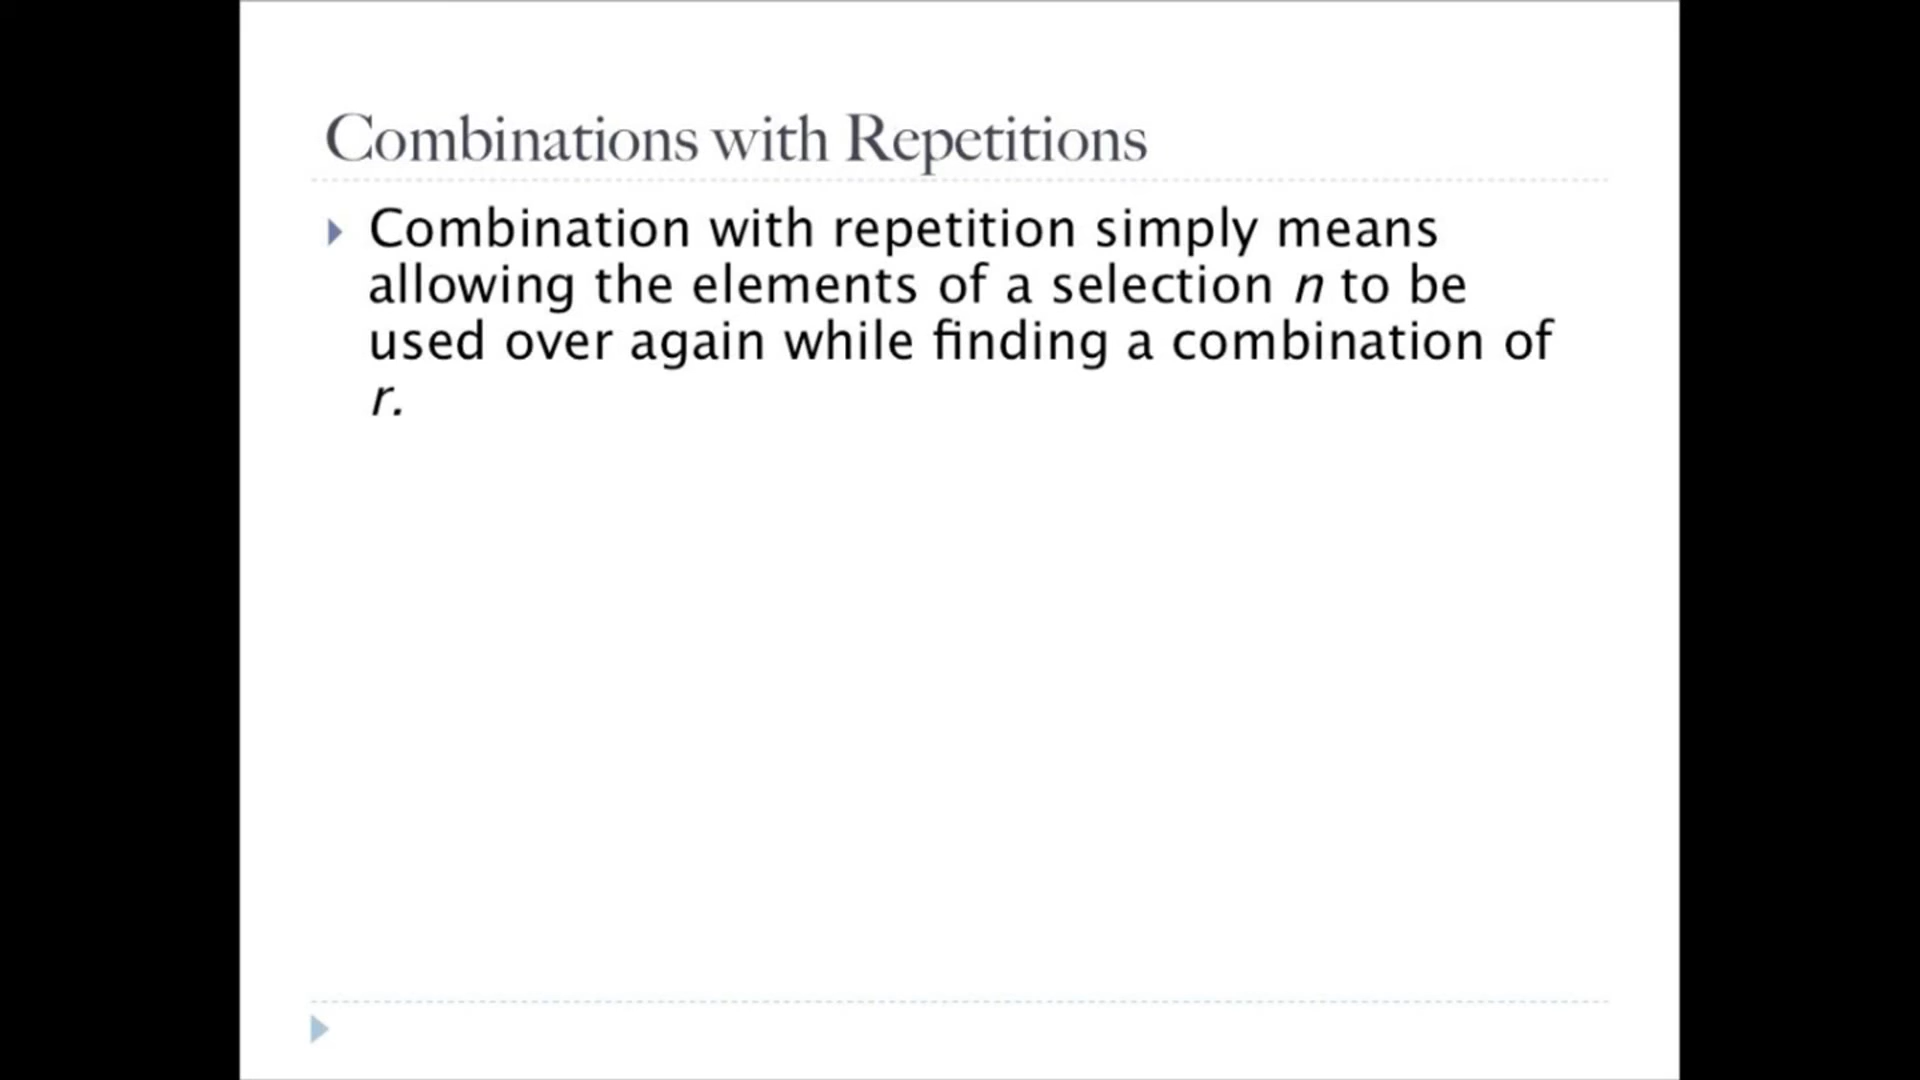 Combinations with Repetitions
Combination with repetition simply means
allowing the elements of a selection n to be
used over again while finding a combination of
r.